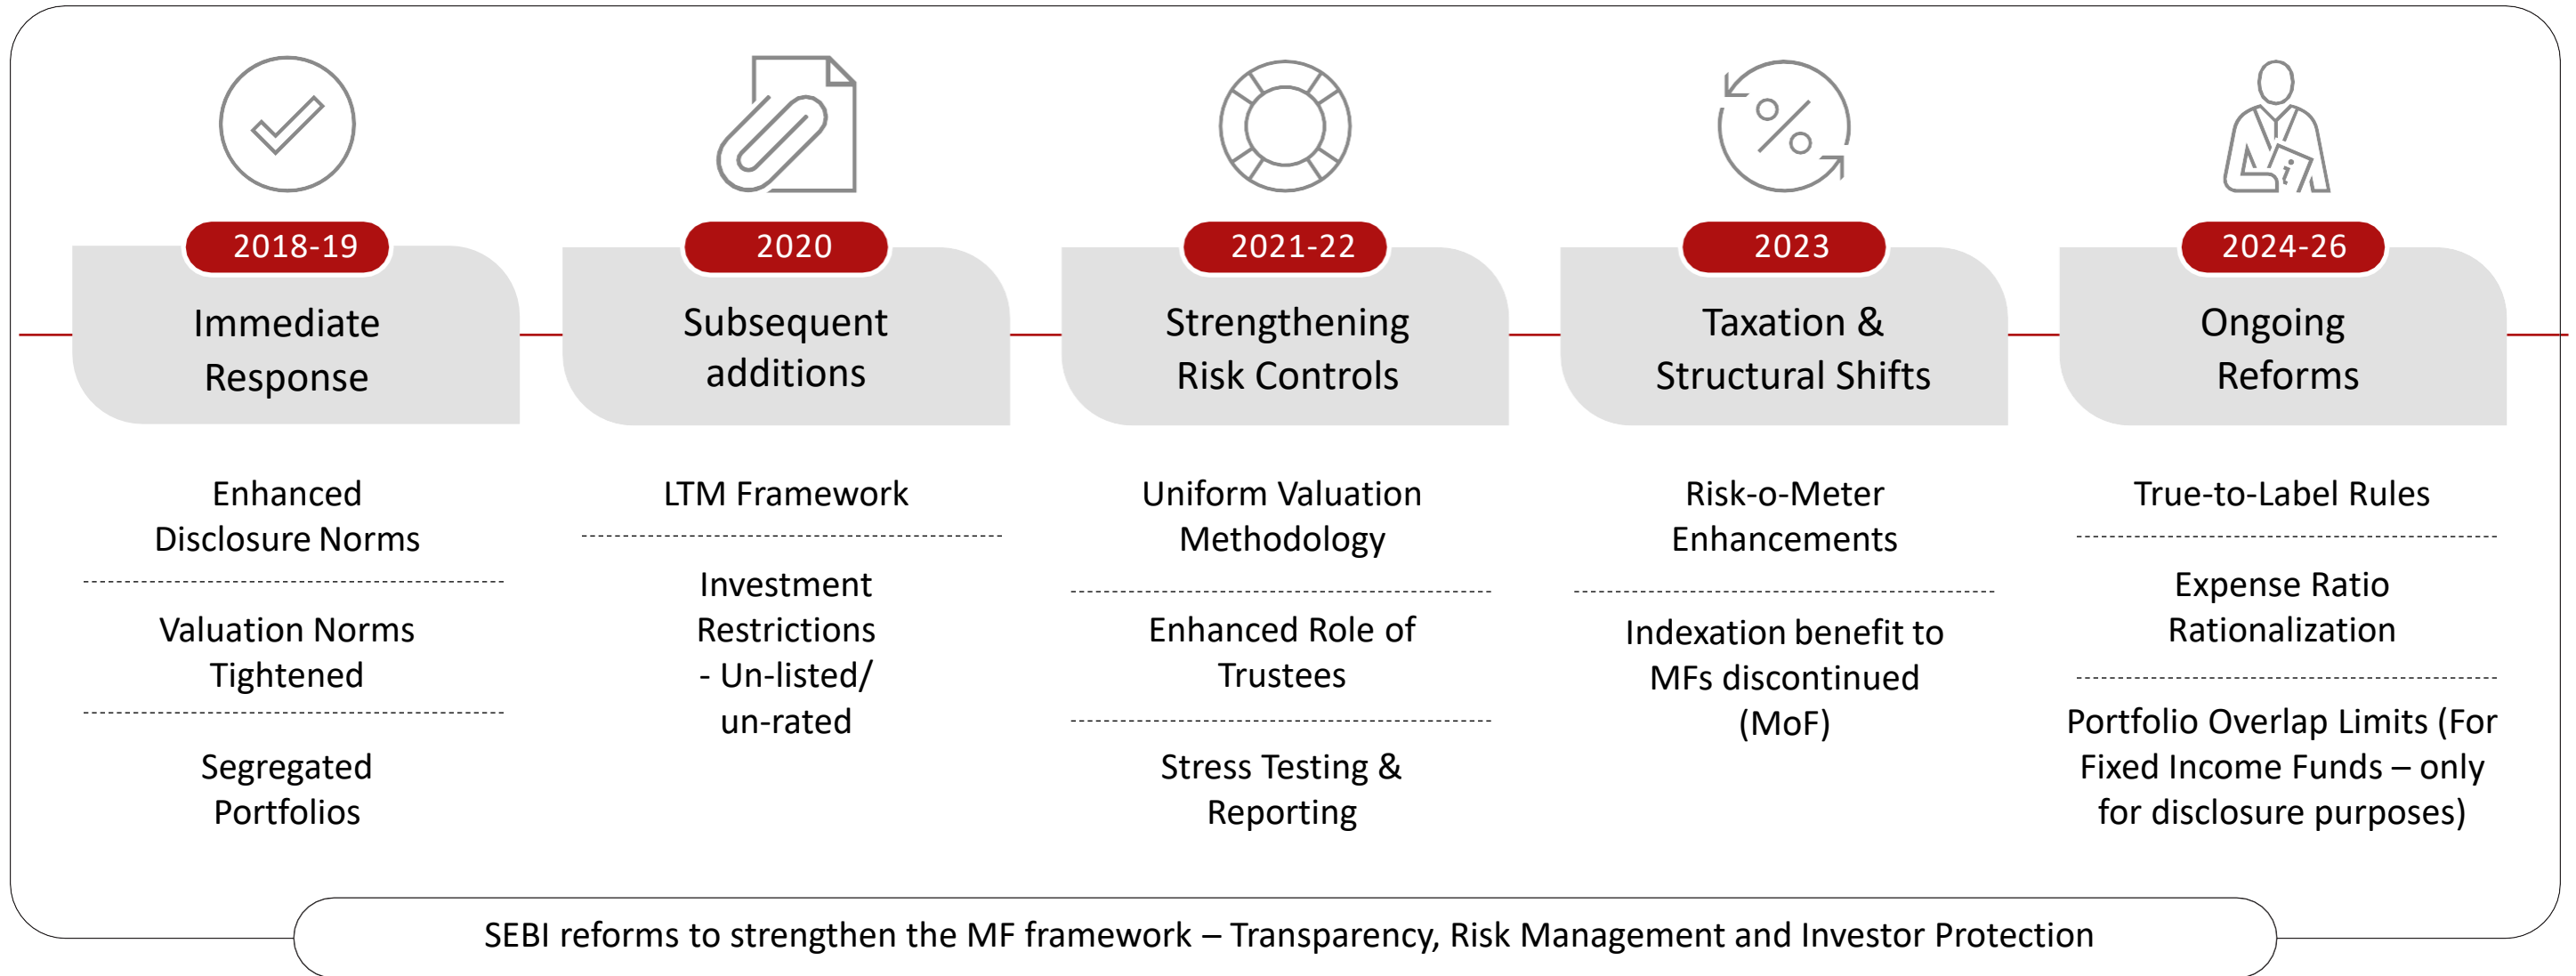 2018-19
Immediate
Response
Enhanced
Disclosure Norms
Valuation Norms
Tightened
Segregated
Portfolios
2020
Subsequent
additions
LTM Framework
Investment
Restrictions
- Un-listed/
un-rated
2021-22
Strengthening
Risk Controls
Uniform Valuation
Methodology
Enhanced Role of
Trustees
Stress Testing &
Reporting
2023
Taxation &
Structural Shifts
Risk-o-Meter
Enhancements
Indexation benefit to
MFs discontinued
(MoF)
2024-26
Ongoing
Reforms
True-to-Label Rules
Expense Ratio
Rationalization
Portfolio Overlap Limits (For
Fixed Income Funds – only
for disclosure purposes)
SEBI reforms to strengthen the MF framework – Transparency, Risk Management and Investor Protection